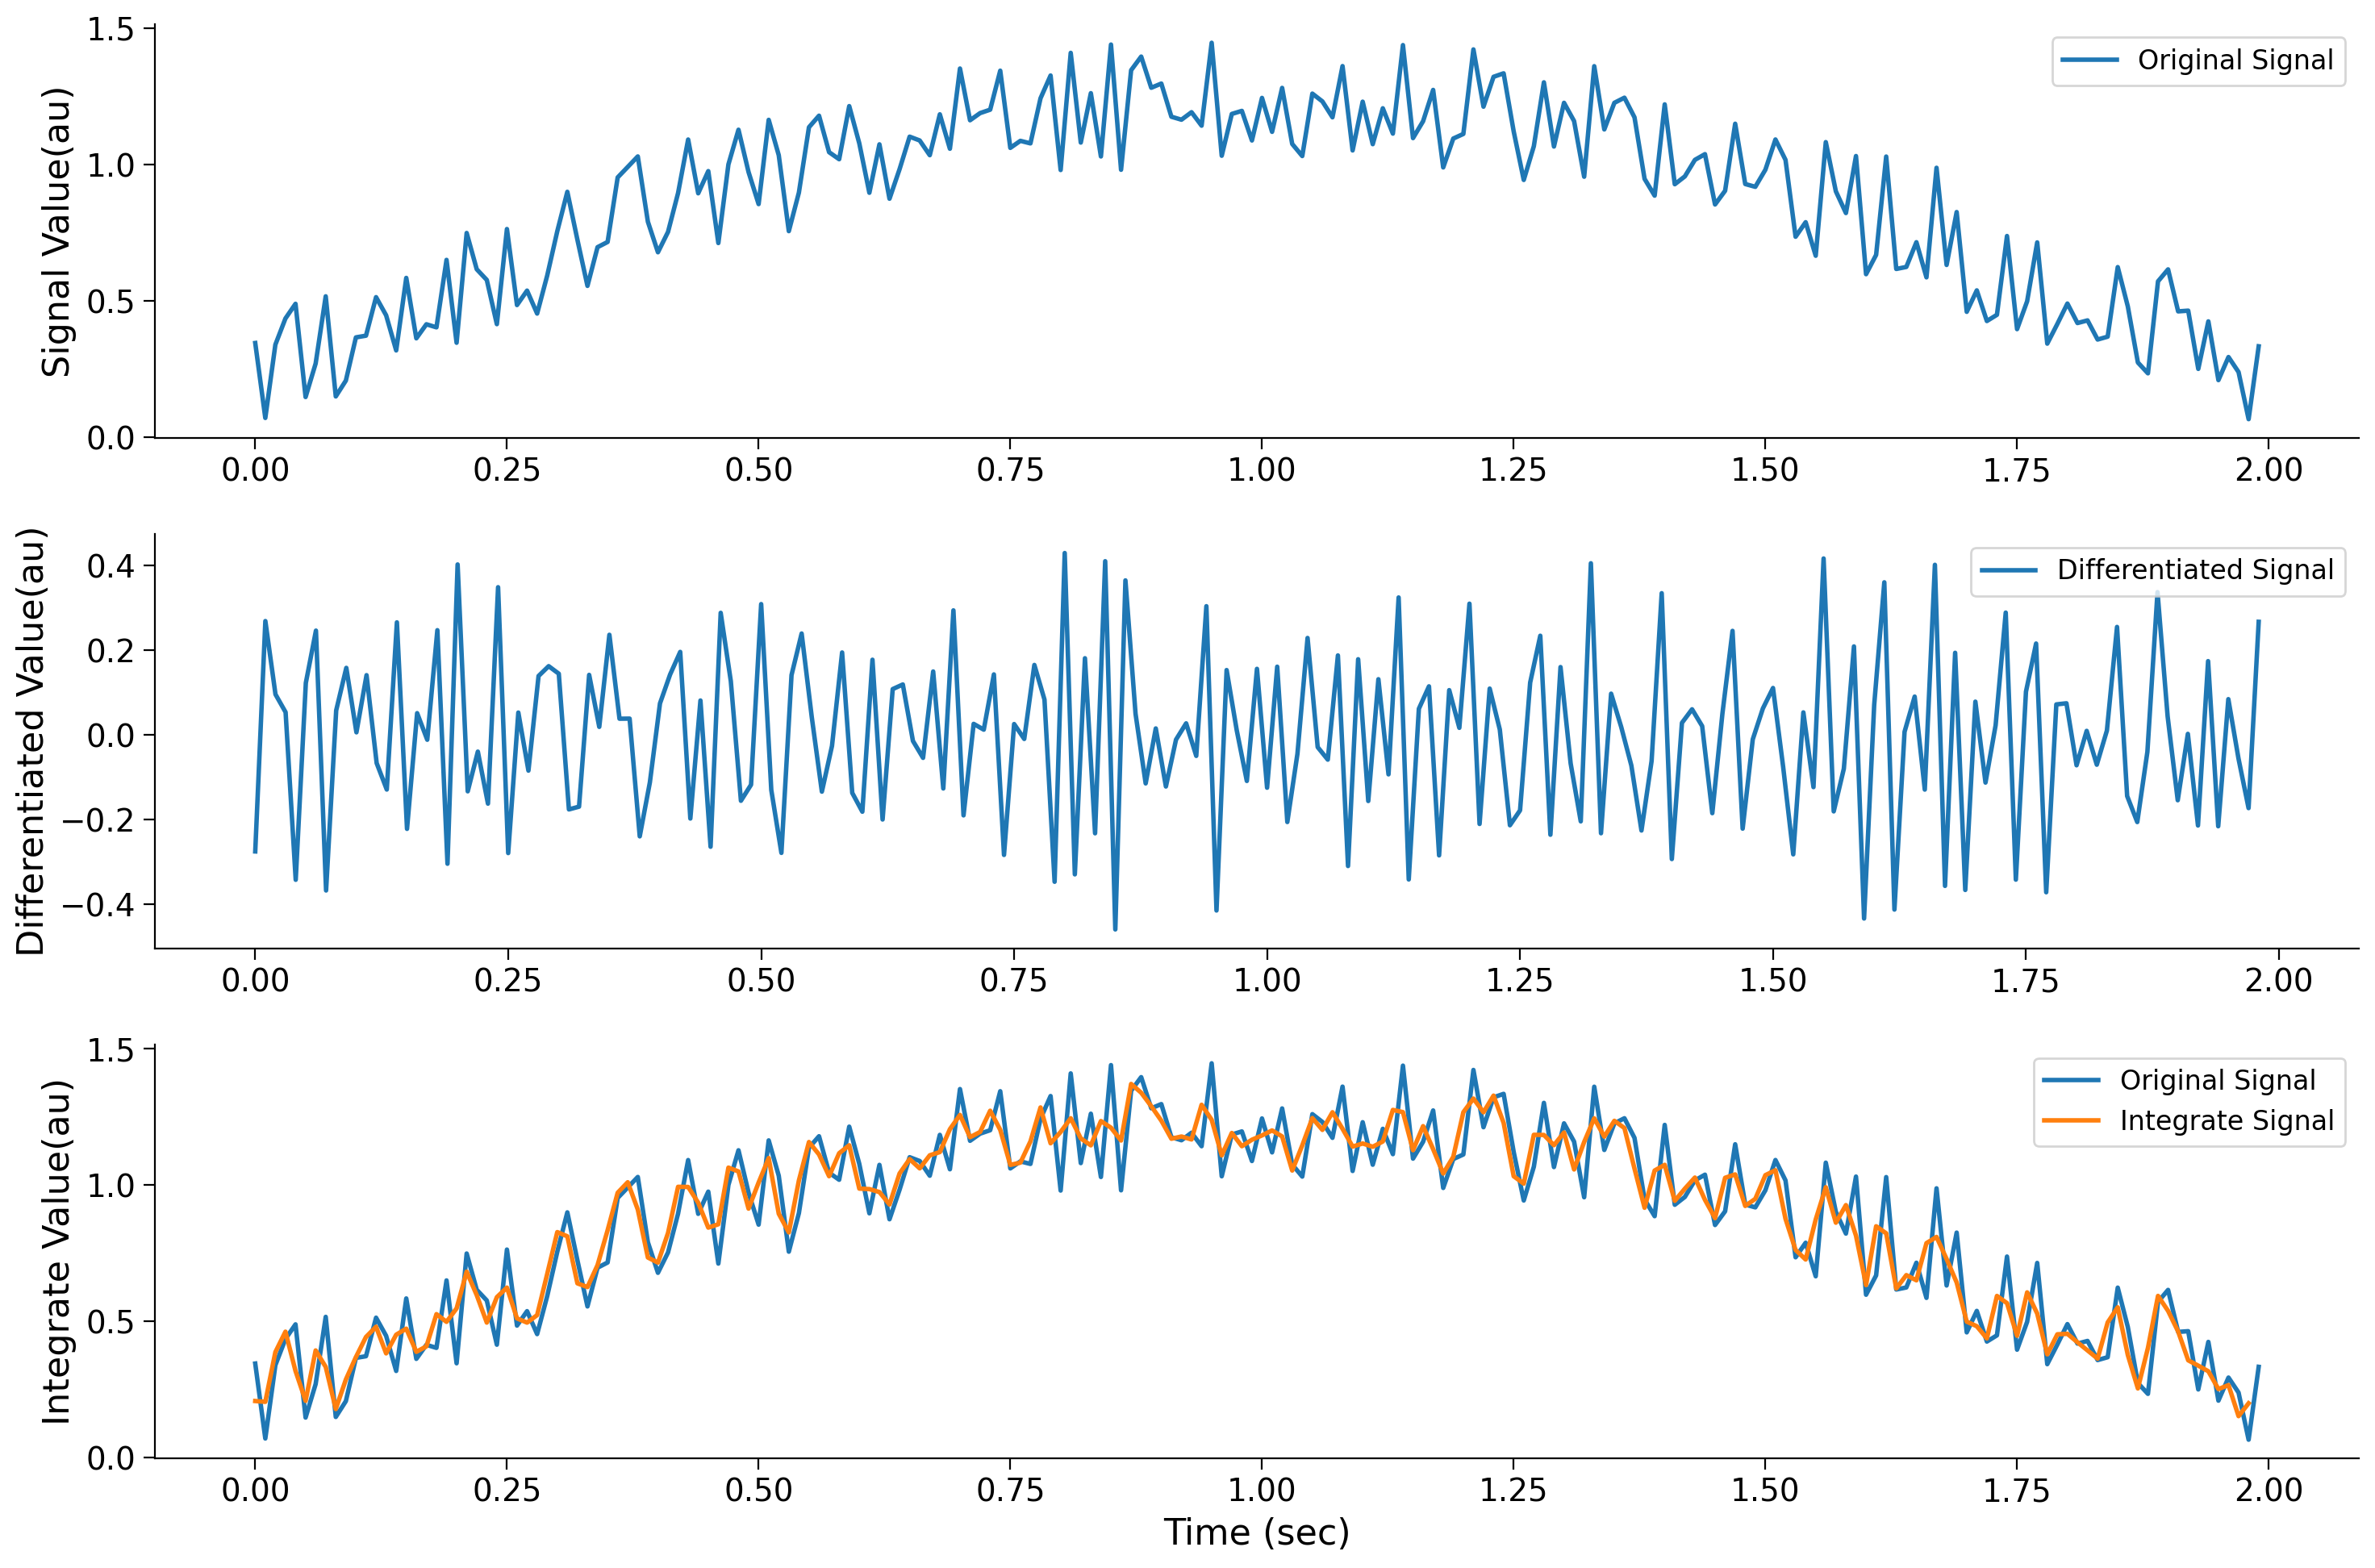 Signal Value(au)
1.5
1.0
0.5
0.0
Original Signal
0.00 0.25 0.50 0.75 1.00 1.25 1.50 1.75 2.00
Differentiated Value(au)
0.4
0.2
0.0
−0.2
−0.4
Differentiated Signal
0.00 0.25 0.50 0.75 1.00 1.25 1.50 1.75 2.00
Integrate Value(au)
1.5
1.0
0.5
0.0
Original Signal
Integrate Signal
0.00 0.25 0.50 0.75 1.00 1.25 1.50 1.75 2.00
Time (sec)